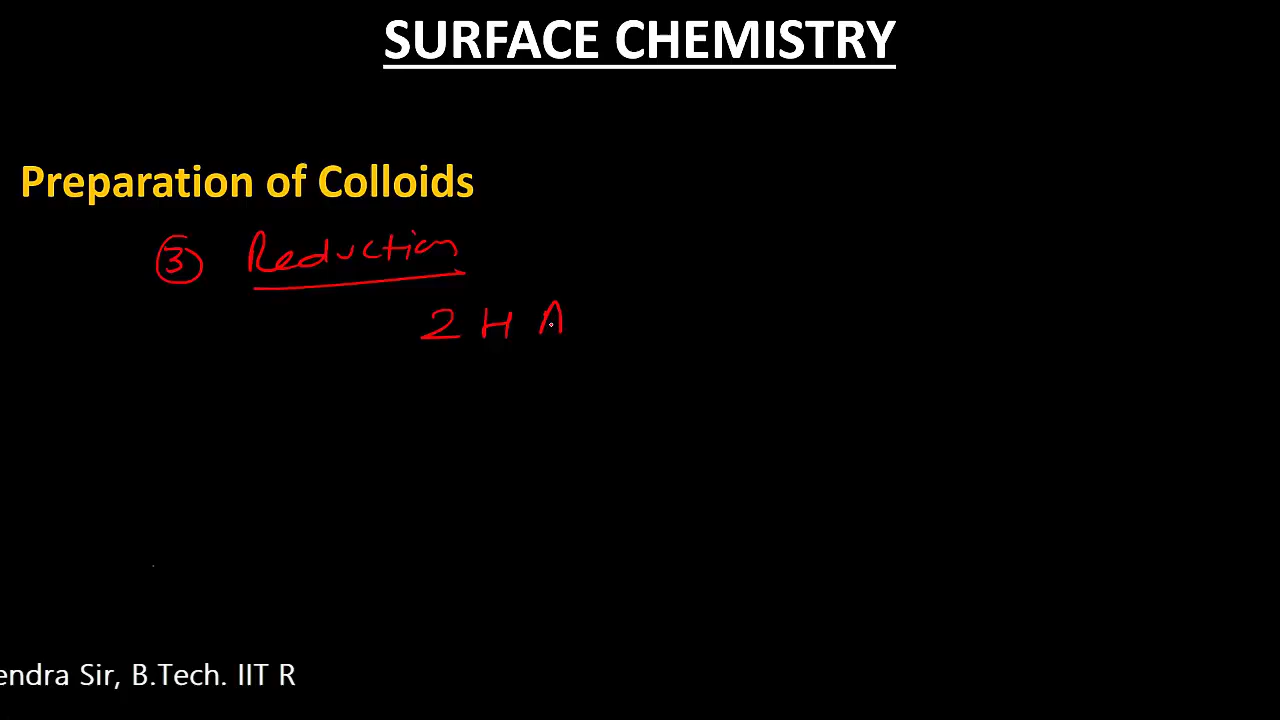 SURFACE CHEMISTRY
Preparation of Colloids
③ Reduction
2 H A
endra Sir, B.Tech. IIT R